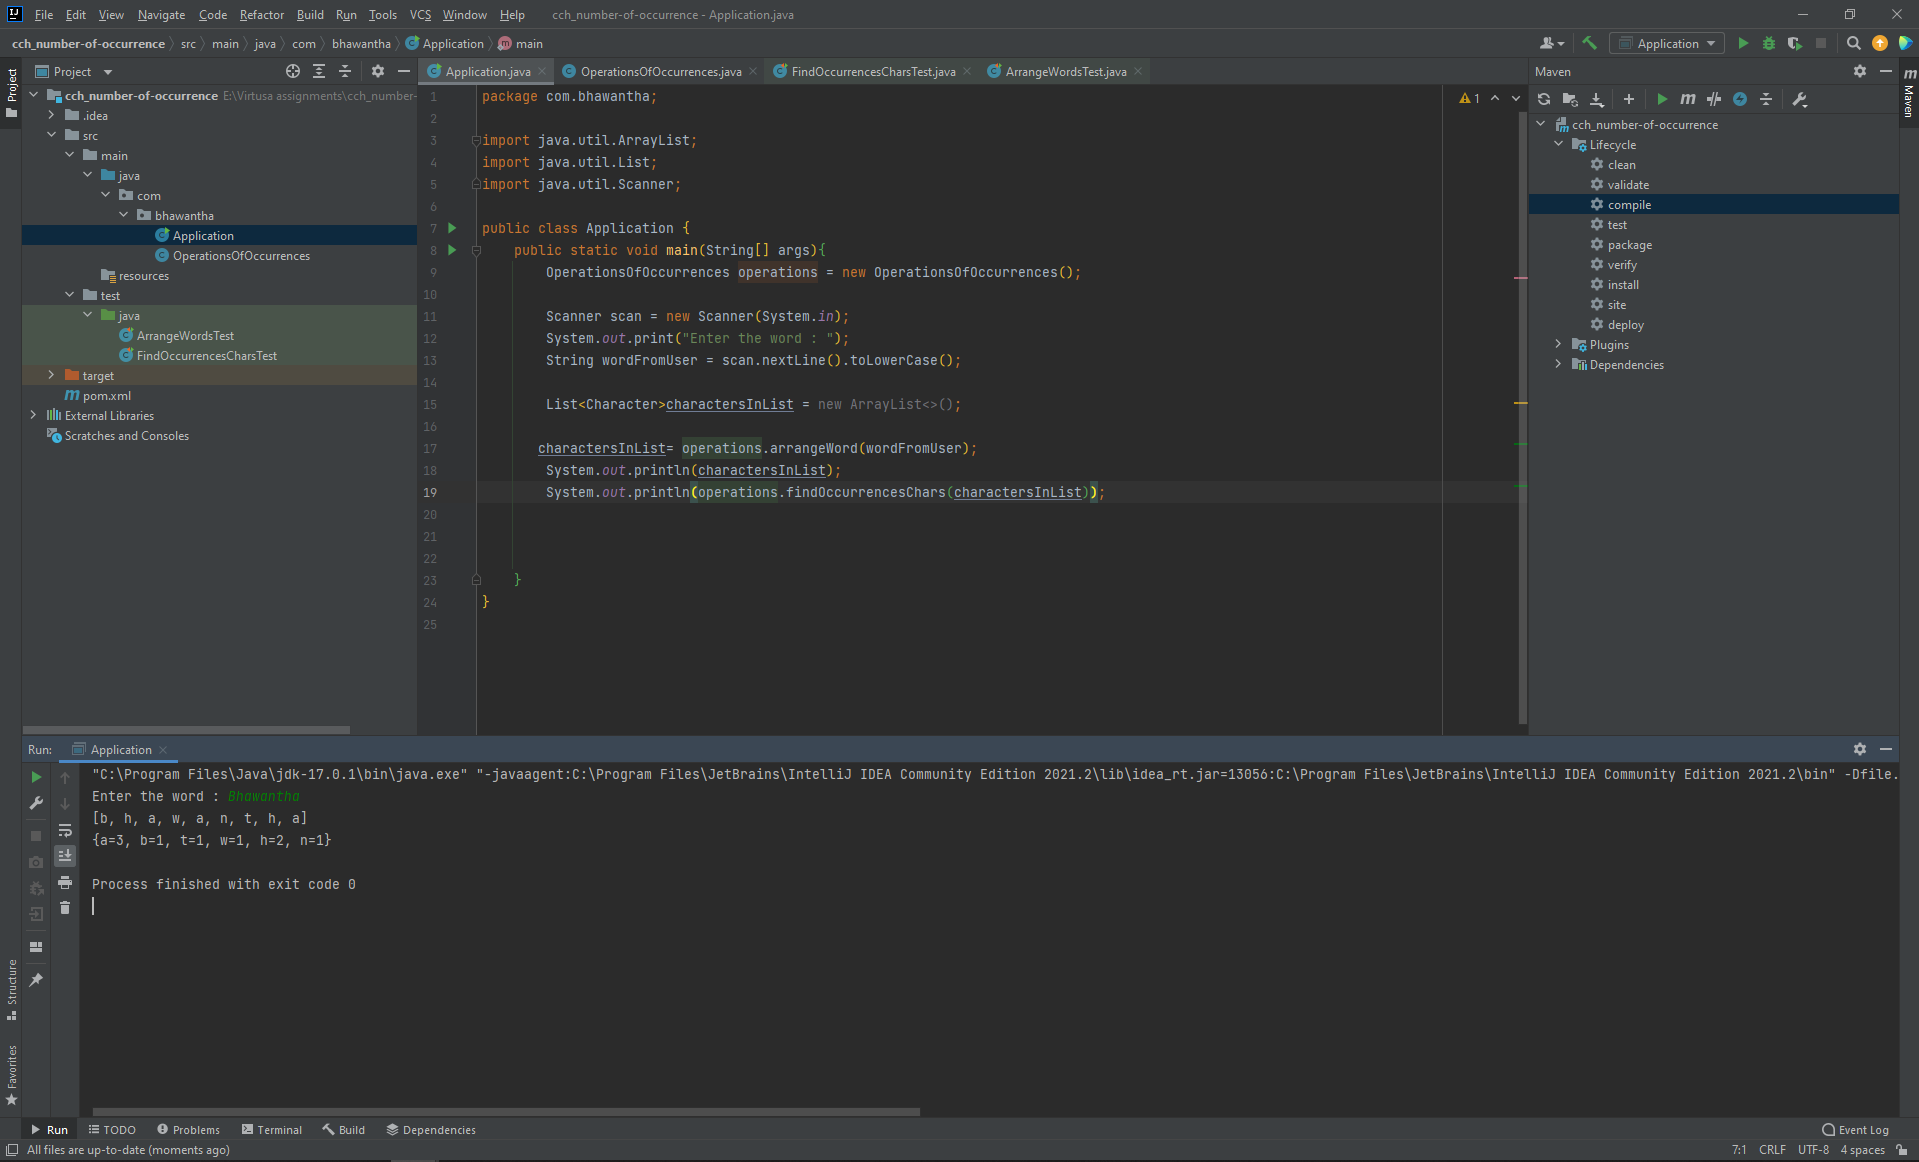 File Edit View Navigate Code Refactor Build Run Tools VCS Window Help cch_number-of-occurrence - Application.java
cch_number-of-occurrence src main java com bhawantha Application main
Application
Project
Application.java OperationsOfOccurrences.java FindOccurrencesCharsTest.java ArrangeWordsTest.java
Maven
Project
Maven
cch_number-of-occurrence E:\Virtusa assignments\cch_number-
.idea
src
main
java
com
bhawantha
Application
OperationsOfOccurrences
resources
test
java
ArrangeWordsTest
FindOccurrencesCharsTest
target
pom.xml
External Libraries
Scratches and Consoles
1 package com.bhawantha;
2
3 import java.util.ArrayList;
4 import java.util.List;
5 import java.util.Scanner;
6
7 public class Application {
8 public static void main(String[] args){
9 OperationsOfOccurrences operations = new OperationsOfOccurrences();
10
11 Scanner scan = new Scanner(System.in);
12 System.out.print("Enter the word : ");
13 String wordFromUser = scan.nextLine().toLowerCase();
14
15 List<Character>charactersInList = new ArrayList<>();
16
17 charactersInList= operations.arrangeWord(wordFromUser);
18 System.out.println(charactersInList);
19 System.out.println(operations.findOccurrencesChars(charactersInList));
20
21
22
23 }
24 }
25
1
cch_number-of-occurrence
Lifecycle
clean
validate
compile
test
package
verify
install
site
deploy
Plugins
Dependencies
Run: Application
"C:\Program Files\Java\jdk-17.0.1\bin\java.exe" "-javaagent:C:\Program Files\JetBrains\IntelliJ IDEA Community Edition 2021.2\lib\idea_rt.jar=13056:C:\Program Files\JetBrains\IntelliJ IDEA Community Edition 2021.2\bin" -Dfile.
Enter the word : Bhawantha
[b, h, a, w, a, n, t, h, a]
{a=3, b=1, t=1, w=1, h=2, n=1}
Process finished with exit code 0
Structure
Favorites
Run TODO Problems Terminal Build Dependencies Event Log
All files are up-to-date (moments ago) 7:1 CRLF UTF-8 4 spaces